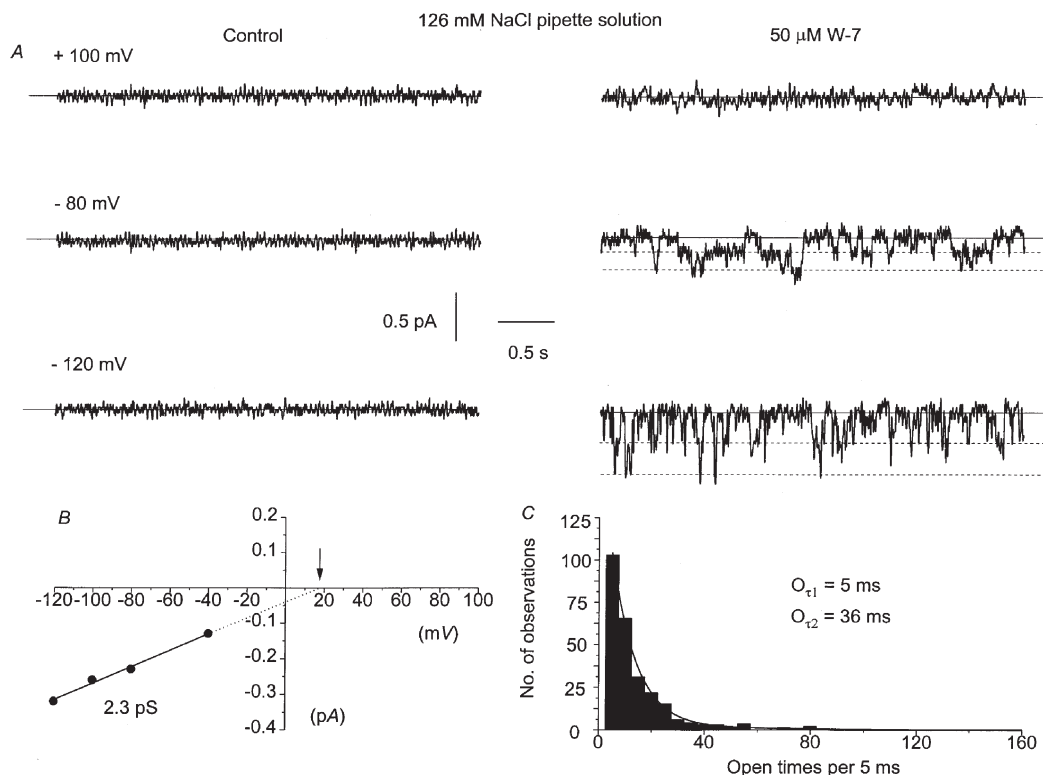 126 mM NaCl pipette solution
Control
50 μM W-7
A
+ 100 mV
- 80 mV
0.5 pA
0.5 s
- 120 mV
B
0.2
0.1
-120 -100 -80 -60 -40 -20 0 20 40 60 80 100
(mV)
-0.1
-0.2
-0.3
-0.4
2.3 pS
(pA)
C
No. of observations
125
100
75
50
25
0
Oτ1 = 5 ms
Oτ2 = 36 ms
0 40 80 120 160
Open times per 5 ms